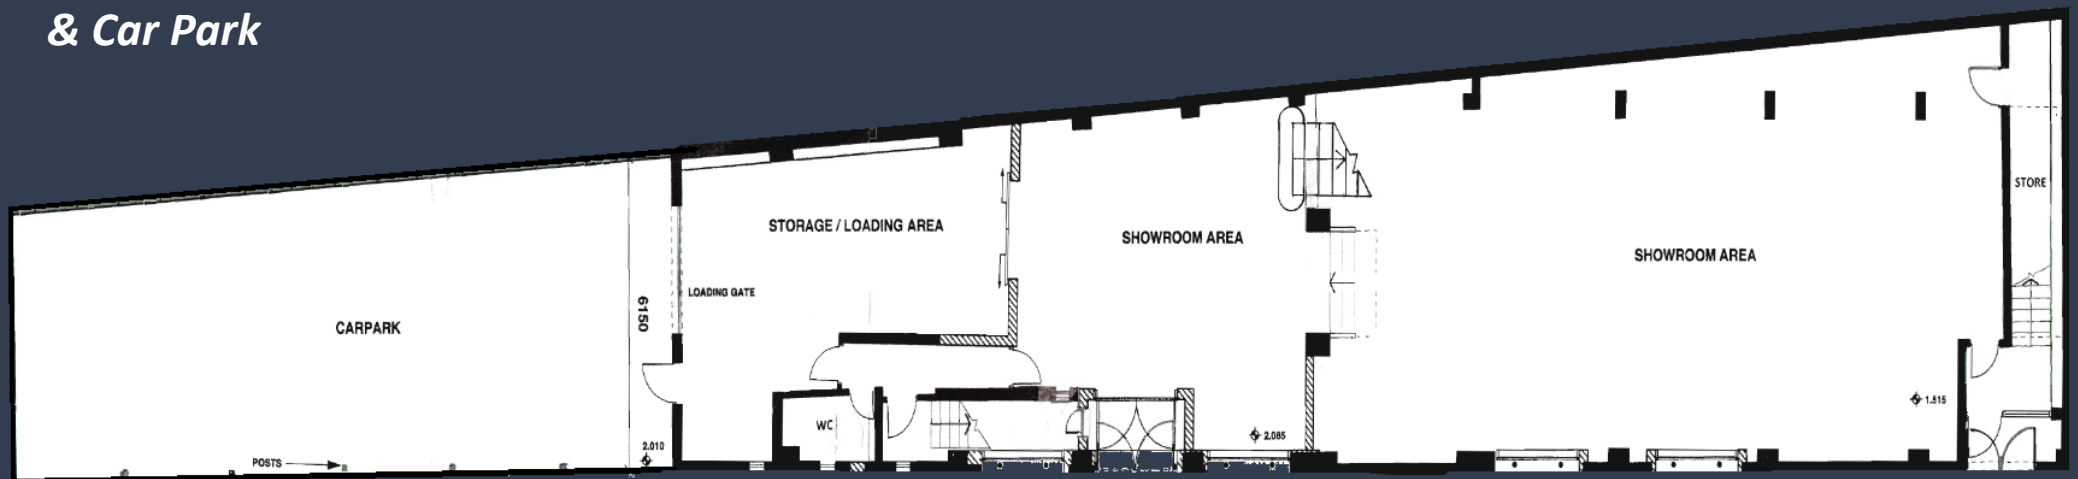 & Car Park
STORE
STORAGE / LOADING AREA
SHOWROOM AREA
SHOWROOM AREA
LOADING GATE
6150
CARPARK
1.515
WC
2.085
2.010
POSTS